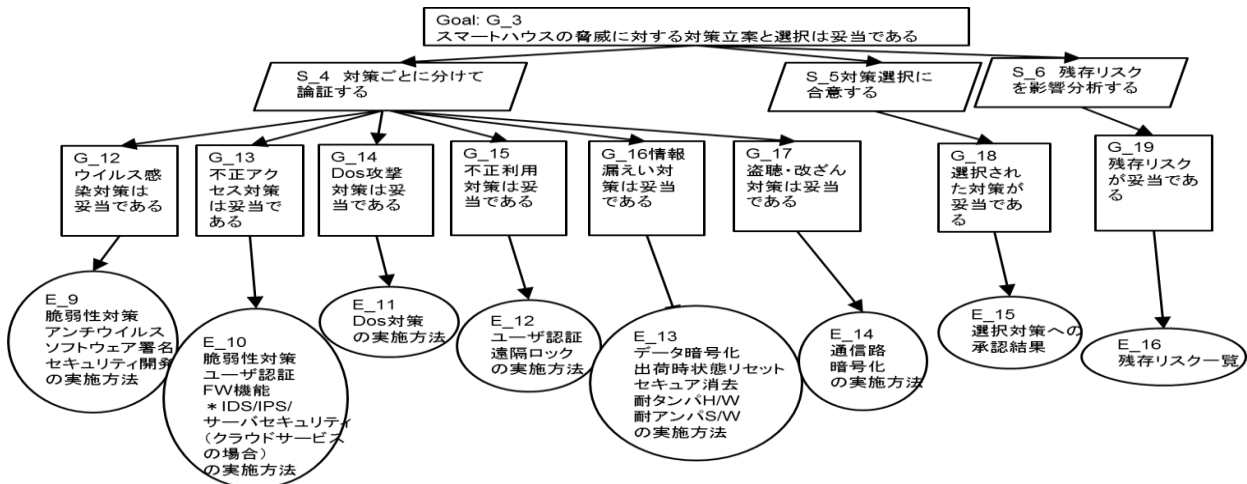 Goal: G_3
スマートハウスの脅威に対する対策立案と選択は妥当である
S_4 対策ごとに分けて
論証する
S_5対策選択に
合意する
S_6 残存リスク
を影響分析する
G_12
ウイルス感
染対策は
妥当である
G_13
不正アク
セス対策
は妥当で
ある
G_14
Dos攻撃
対策は妥
当である
G_15
不正利用
対策は妥
当である
G_16情報
漏えい対
策は妥当
である
G_17
盗聴・改ざん
対策は妥当
である
G_18
選択され
た対策が
妥当であ
る
G_19
残存リスク
が妥当であ
る
E_9
脆弱性対策
アンチウイルス
ソフトウェア署名
セキュリティ開発
の実施方法
E_10
脆弱性対策
ユーザ認証
FW機能
*IDS/IPS/
サーバセキュリティ
(クラウドサービス
の場合)
の実施方法
E_11
Dos対策
の実施方法
E_12
ユーザ認証
遠隔ロック
の実施方法
E_13
データ暗号化
出荷時状態リセット
セキュア消去
耐タンパH/W
耐アンパS/W
の実施方法
E_14
通信路
暗号化
の実施方法
E_15
選択対策への
承認結果
E_16
残存リスク一覧